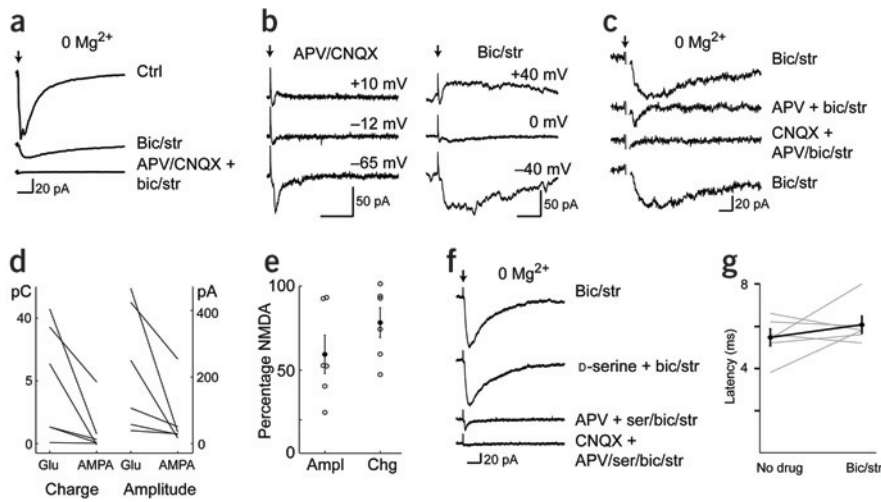 a
0 Mg2+
Ctrl
Bic/str
APV/CNQX +
bic/str
20 pA
b
APV/CNQX
+10 mV
–12 mV
–65 mV
50 pA
Bic/str
+40 mV
0 mV
–40 mV
50 pA
c
0 Mg2+
Bic/str
APV + bic/str
CNQX +
APV/bic/str
Bic/str
20 pA
d
pC
40
5
0
pA
400
200
0
Glu AMPA Glu AMPA
Charge Amplitude
e
Percentage NMDA
100
50
0
Ampl Chg
f
0 Mg2+
Bic/str
D-serine + bic/str
APV + ser/bic/str
CNQX +
APV/ser/bic/str
20 pA
g
Latency (ms)
8
4
0
No drug Bic/str